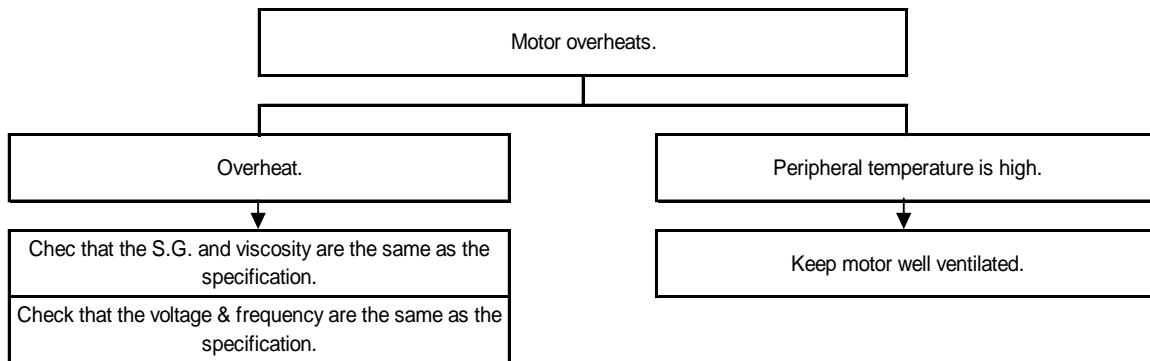 Motor overheats.
Overheat.
Peripheral temperature is high.
Chec that the S.G. and viscosity are the same as the
specification.
Keep motor well ventilated.
Check that the voltage & frequency are the same as the
specification.